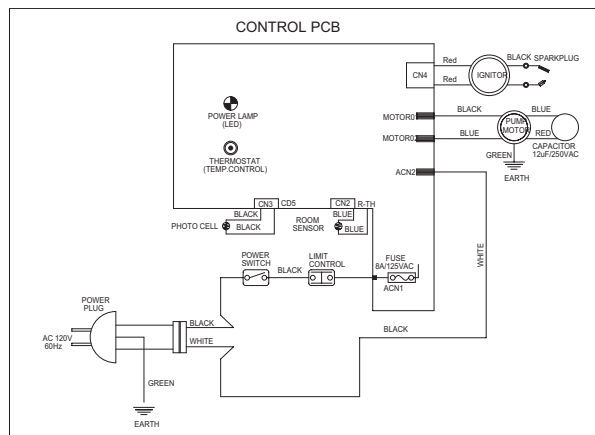 CONTROL PCB
CN4
Red
Red
IGNITOR
BLACK
SPARKPLUG
POWER LAMP
(LED)
THERMOSTAT
(TEMP.CONTROL)
MOTOR0
BLACK
MOTOR02
BLUE
PUMP
MOTOR
BLUE
RED
CAPACITOR
12uF/250VAC
GREEN
EARTH
ACN2
CN3
CD5
CN2
R-TH
BLACK
BLACK
PHOTO CELL
ROOM
SENSOR
BLUE
BLUE
WHITE
POWER
SWITCH
BLACK
LIMIT
CONTROL
FUSE
8A/125VAC
ACN1
POWER
PLUG
AC 120V
60Hz
BLACK
WHITE
BLACK
GREEN
EARTH